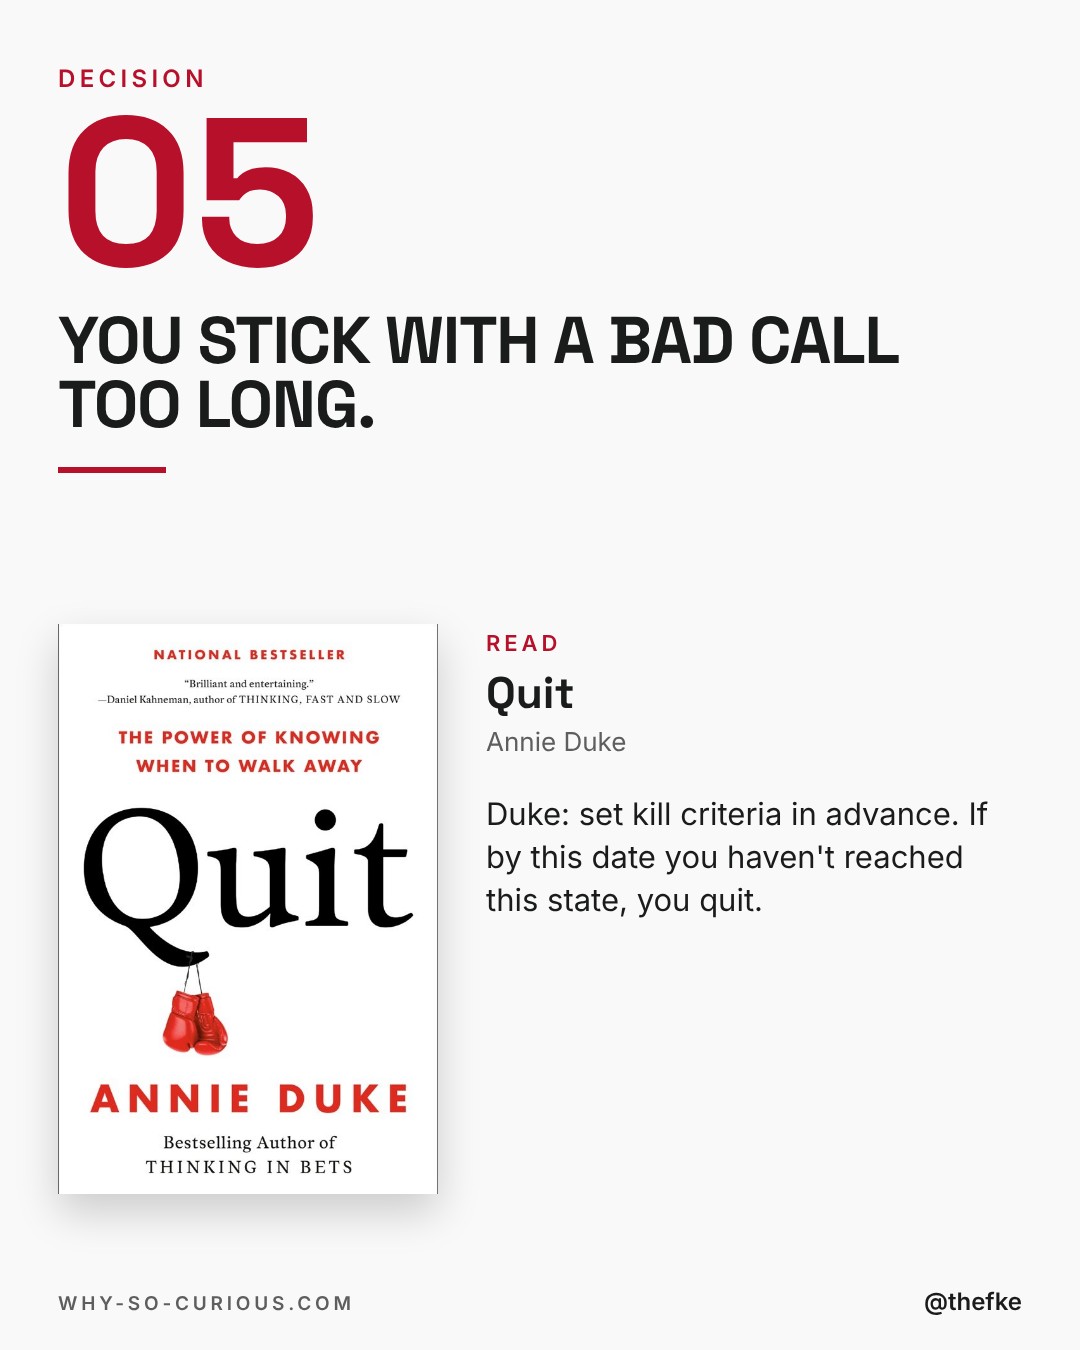 DECISION
05
YOU STICK WITH A BAD CALL
TOO LONG.
NATIONAL BESTSELLER
“Brilliant and entertaining.”
—Daniel Kahneman, author of THINKING, FAST AND SLOW
THE POWER OF KNOWING
WHEN TO WALK AWAY
Quit
ANNIE DUKE
Bestselling Author of
THINKING IN BETS
READ
Quit
Annie Duke
Duke: set kill criteria in advance. If
by this date you haven't reached
this state, you quit.
WHY-SO-CURIOUS.COM
@thefke